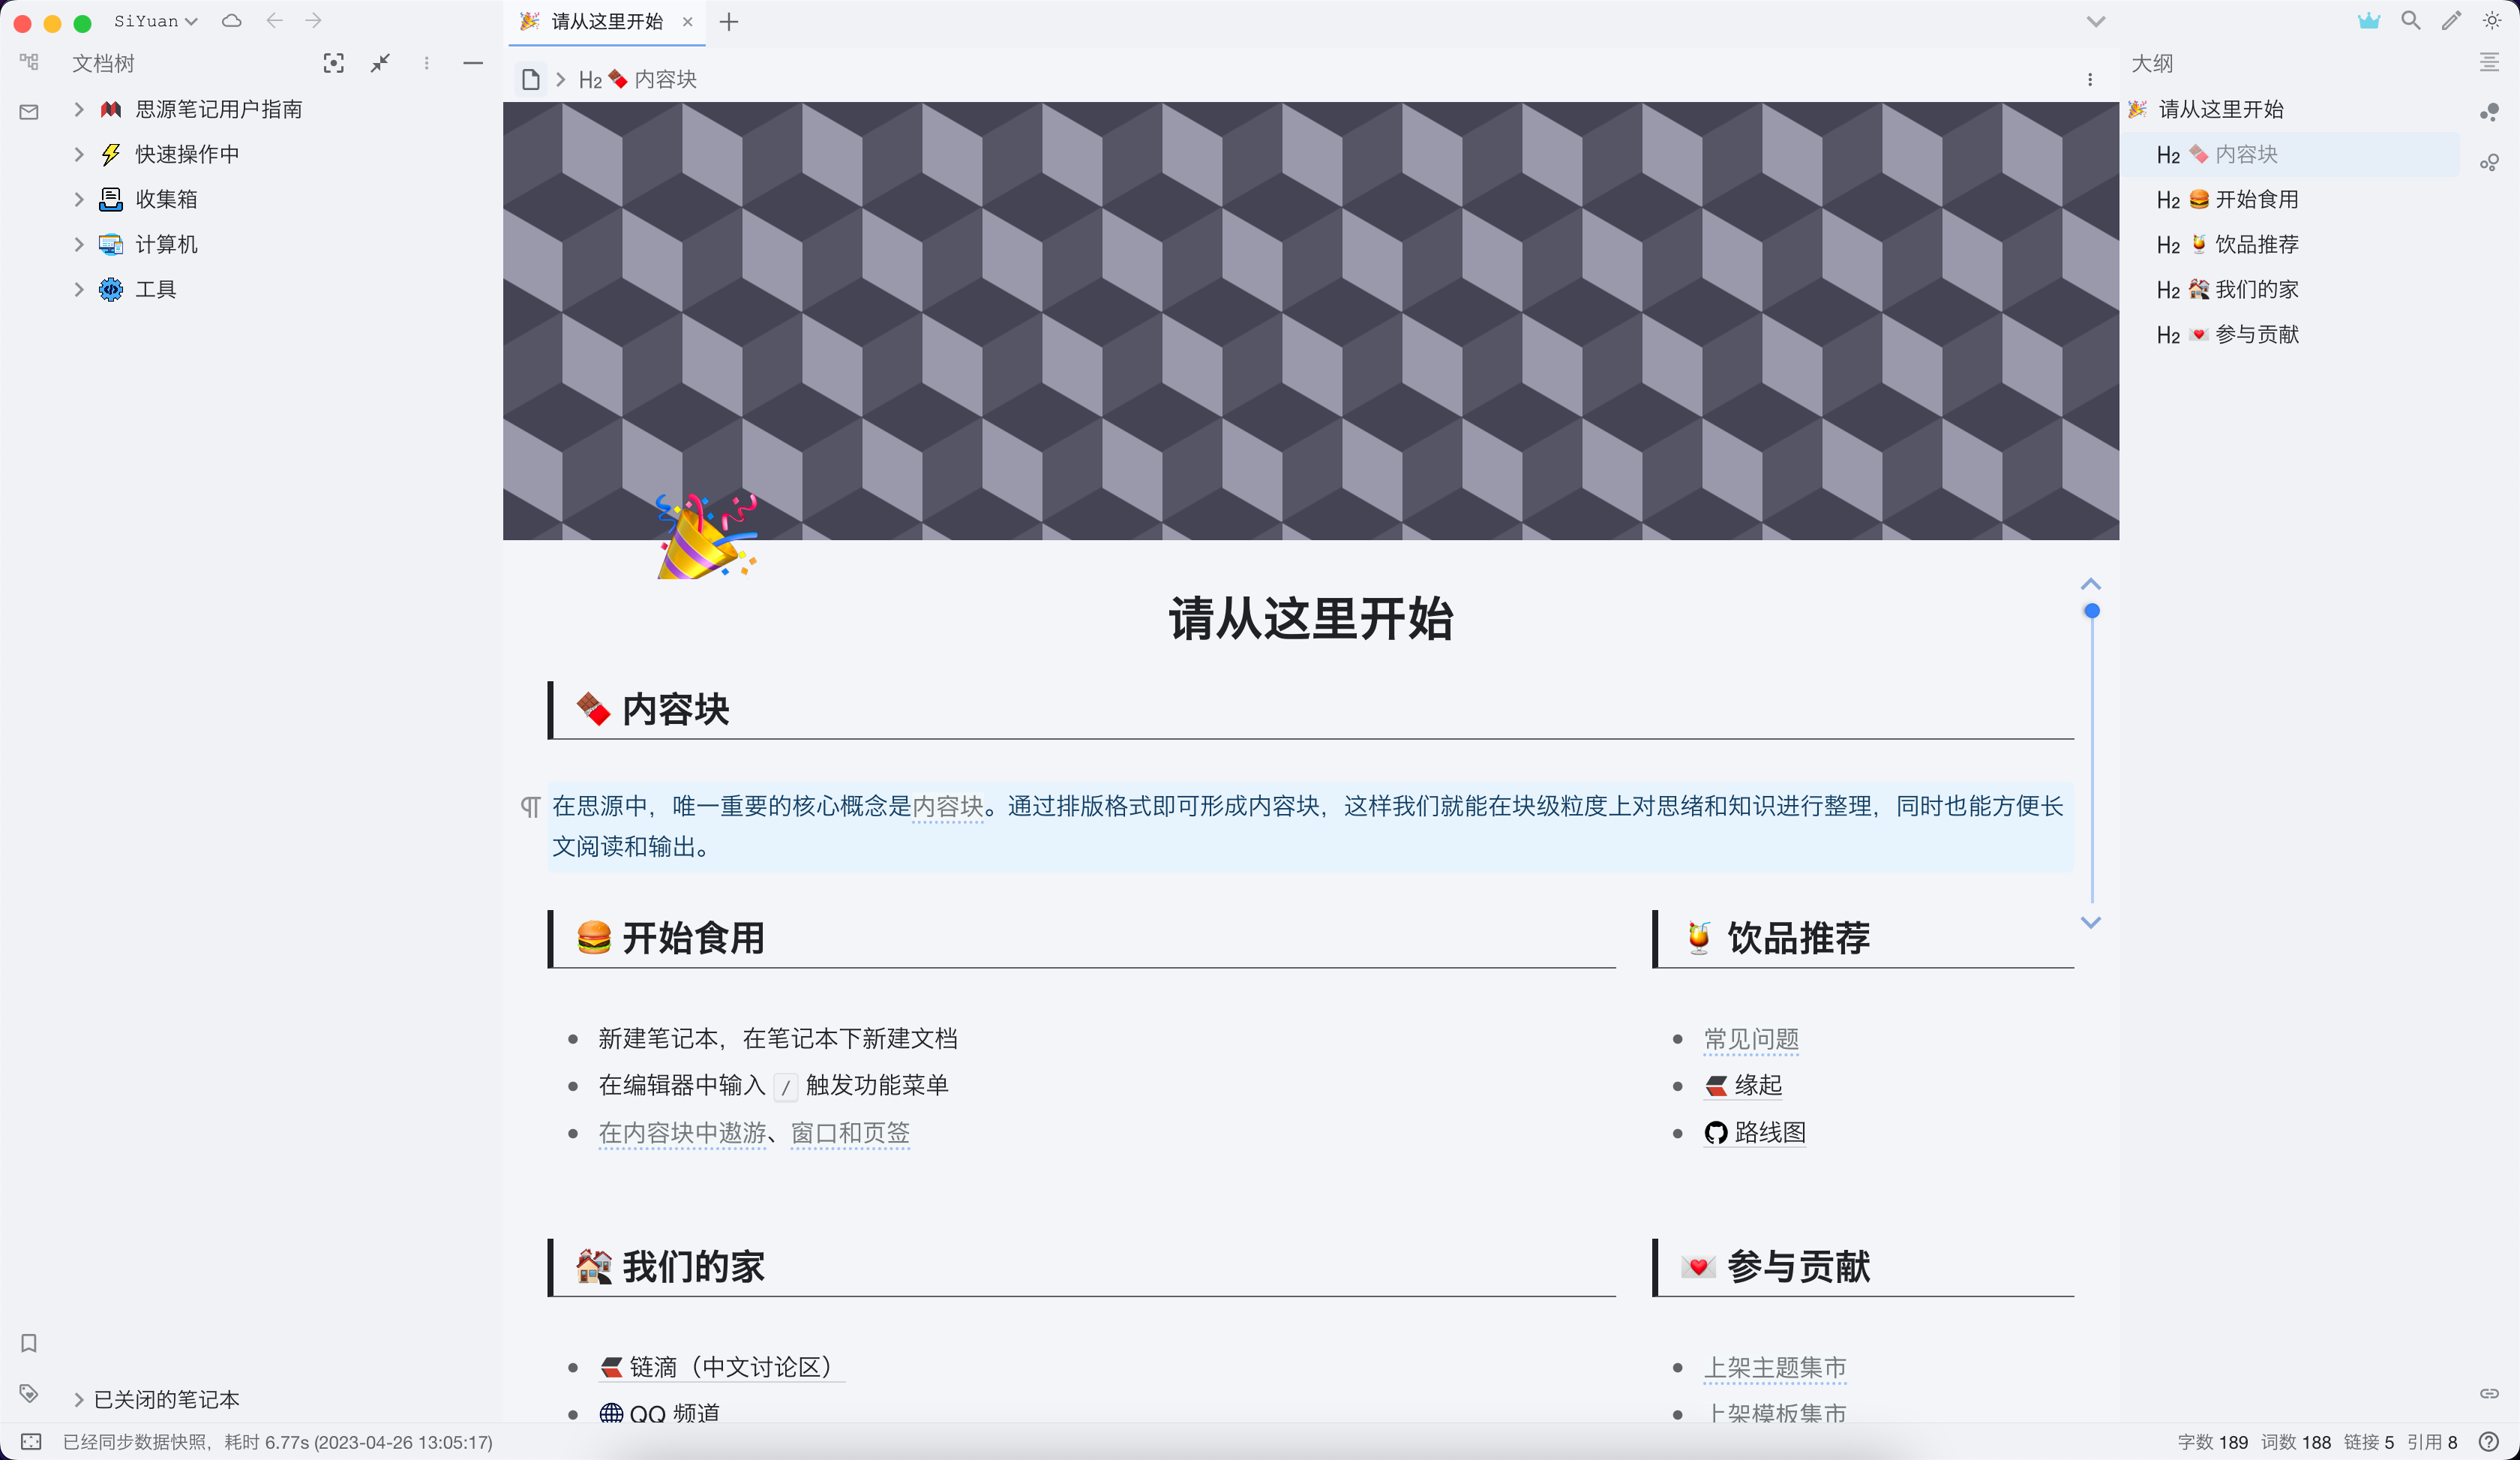 SiYuan
请从这里开始
文档树
H2 内容块
大纲
思源笔记用户指南
快速操作中
收集箱
计算机
工具
请从这里开始
H2 内容块
H2 开始食用
H2 饮品推荐
H2 我们的家
H2 参与贡献
请从这里开始
内容块
在思源中，唯一重要的核心概念是内容块。通过排版格式即可形成内容块，这样我们就能在块级粒度上对思绪和知识进行整理，同时也能方便长
文阅读和输出。
开始食用
新建笔记本，在笔记本下新建文档
在编辑器中输入 / 触发功能菜单
在内容块中遨游、窗口和页签
饮品推荐
常见问题
缘起
路线图
我们的家
链滴（中文讨论区）
QQ 频道
参与贡献
上架主题集市
上架模板集市
已关闭的笔记本
已经同步数据快照，耗时 6.77s (2023-04-26 13:05:17)
字数 189 词数 188 链接 5 引用 8